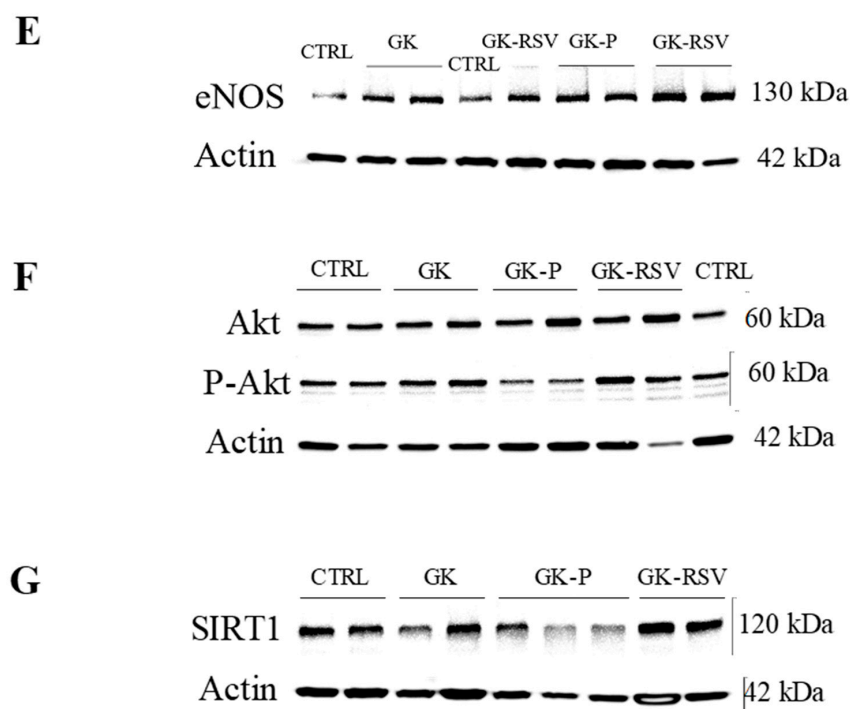 E
CTRL GK CTRL GK-RSV GK-P GK-RSV
eNOS 130 kDa
Actin 42 kDa
F
CTRL GK GK-P GK-RSV CTRL
Akt 60 kDa
P-Akt 60 kDa
Actin 42 kDa
G
CTRL GK GK-P GK-RSV
SIRT1 120 kDa
Actin 42 kDa